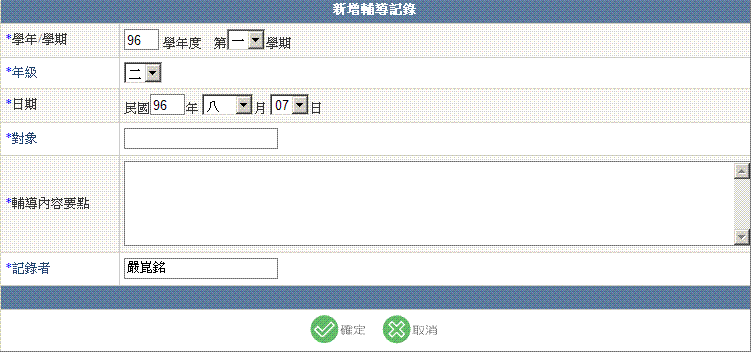 新增輔導記錄
*學年/學期 96 學年度 第 一 學期
*年級 二
*日期 民國 96 年 八 月 07 日
*對象
*輔導內容要點
*記錄者 嚴崑銘
確定 取消